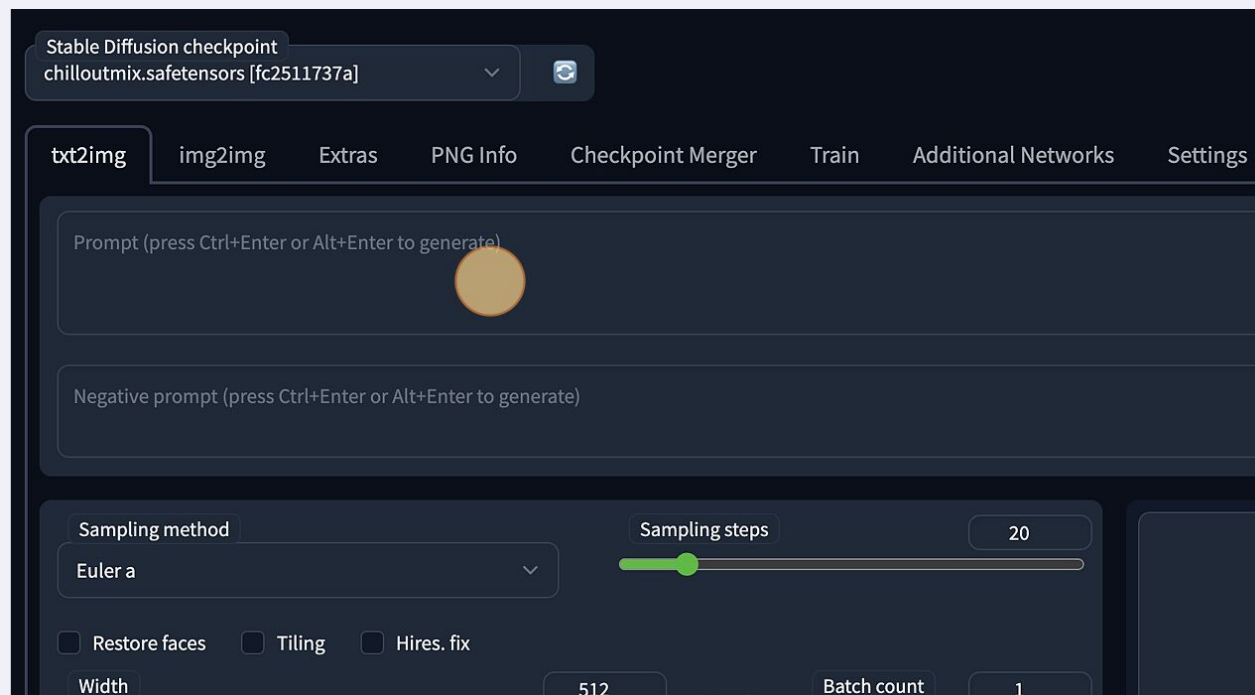 Stable Diffusion checkpoint
chilloutmix.safetensors [fc2511737a]
txt2img img2img Extras PNG Info Checkpoint Merger Train Additional Networks Settings
Prompt (press Ctrl+Enter or Alt+Enter to generate)
Negative prompt (press Ctrl+Enter or Alt+Enter to generate)
Sampling method Sampling steps 20
Euler a
Restore faces Tiling Hires. fix
Width 512 Batch count 1